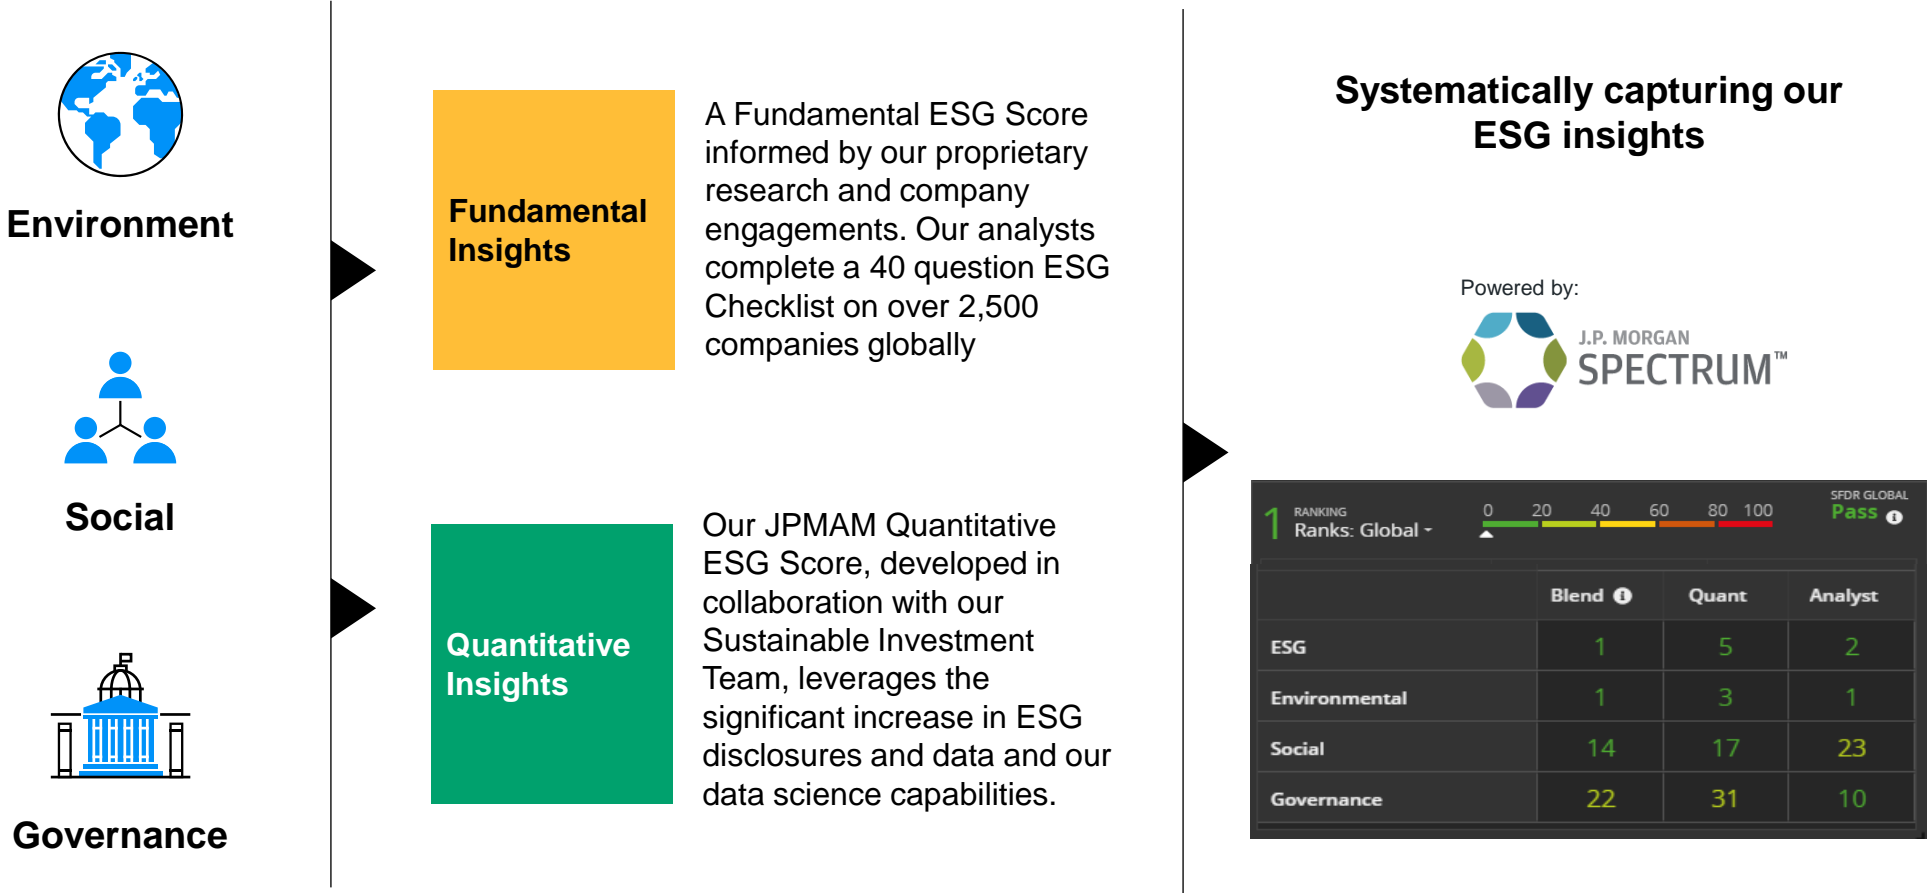 Environment
Social
Governance
Fundamental
Insights
A Fundamental ESG Score
informed by our proprietary
research and company
engagements. Our analysts
complete a 40 question ESG
Checklist on over 2,500
companies globally
Quantitative
Insights
Our JPMAM Quantitative
ESG Score, developed in
collaboration with our
Sustainable Investment
Team, leverages the
significant increase in ESG
disclosures and data and our
data science capabilities.
Systematically capturing our
ESG insights
Powered by:
J.P. MORGAN
SPECTRUM™
1 RANKING
Ranks: Global
0 20 40 60 80 100
SFDR GLOBAL
Pass
Blend Quant Analyst
ESG 1 5 2
Environmental 1 3 1
Social 14 17 23
Governance 22 31 10